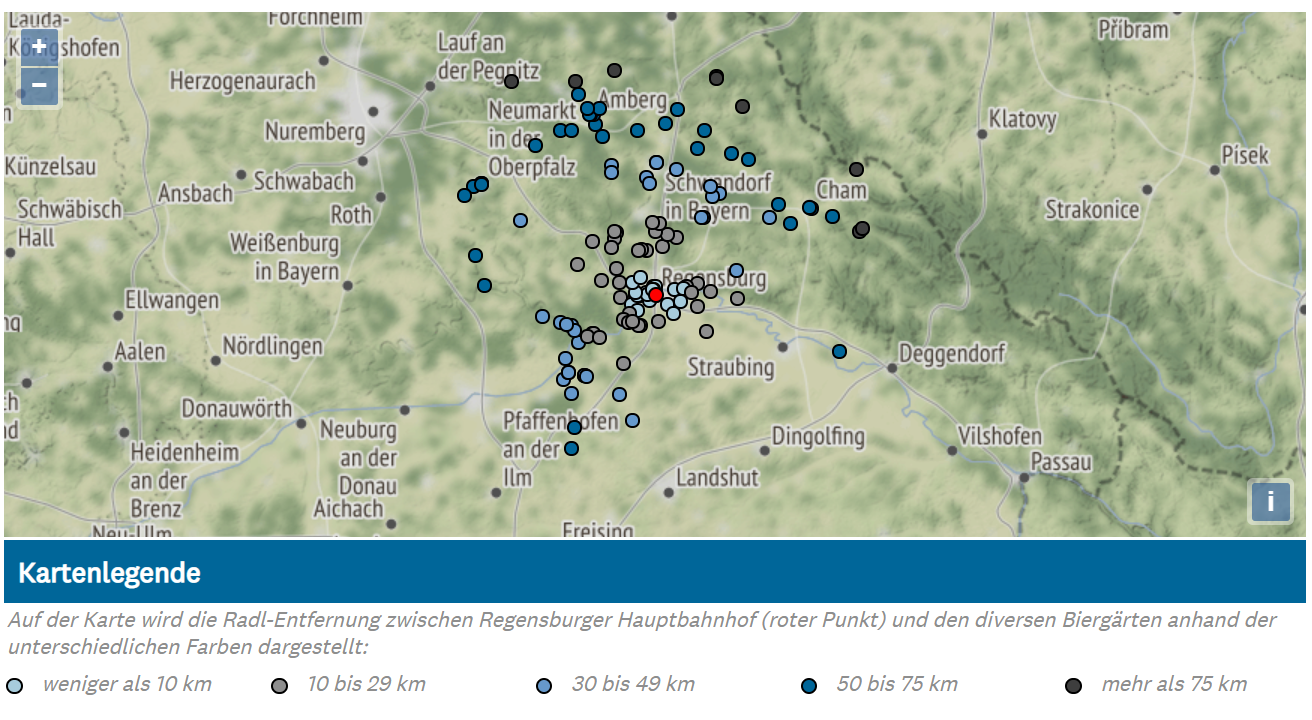 Lauda-
Königshofen
Forchheim
Příbram
+
−
Lauf an
der Pegnitz
Herzogenaurach
Amberg
Neumarkt
in der
Oberpfalz
Nuremberg
Klatovy
Písek
Künzelsau
Ansbach
Schwabach
Schwandorf
in Bayern
Cham
Schwäbisch
Hall
Roth
Strakonice
Weißenburg
in Bayern
Regensburg
Ellwangen
Aalen
Nördlingen
Straubing
Deggendorf
Donauwörth
Neuburg
an der
Donau
Pfaffenhofen
an der
Ilm
Dingolfing
Vilshofen
Heidenheim
an der
Brenz
Passau
Landshut
Aichach
Neu-Ulm
Freising
i
Kartenlegende
Auf der Karte wird die Radl-Entfernung zwischen Regensburger Hauptbahnhof (roter Punkt) und den diversen Biergärten anhand der
unterschiedlichen Farben dargestellt:
weniger als 10 km 10 bis 29 km 30 bis 49 km 50 bis 75 km mehr als 75 km